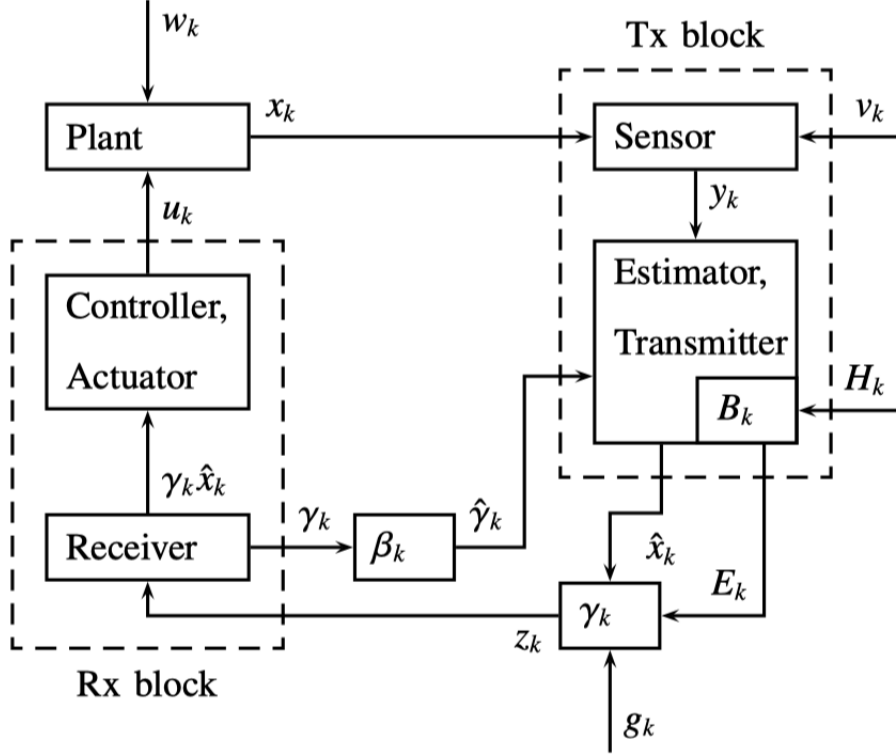 w_k
Tx block
Plant
x_k
Sensor
v_k
u_k
y_k
Controller,
Actuator
Estimator,
Transmitter
B_k
H_k
γ_k x̂_k
Receiver
γ_k
β_k
γ̂_k
x̂_k
E_k
γ_k
z_k
Rx block
g_k